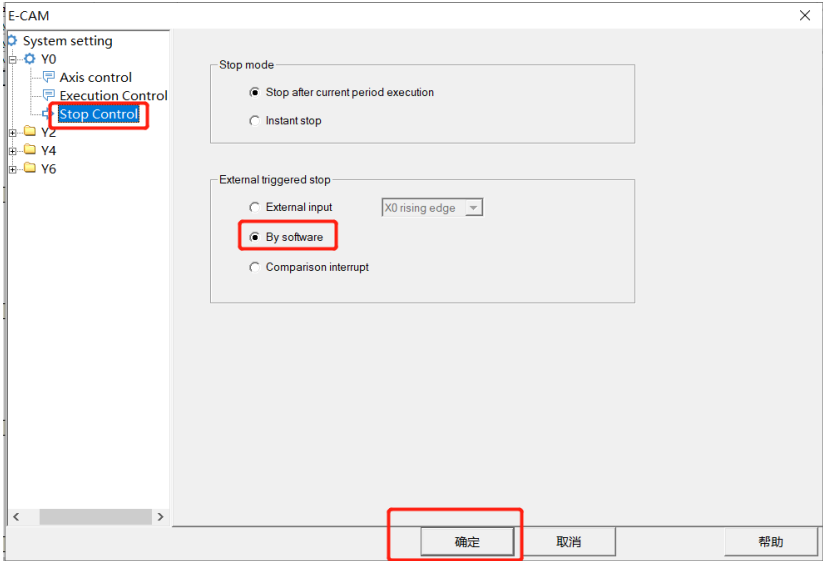 E-CAM
System setting
Y0
Axis control
Execution Control
Stop Control
Y2
Y4
Y6
Stop mode
Stop after current period execution
Instant stop
External triggered stop
External input
X0 rising edge
By software
Comparison interrupt
确定
取消
帮助